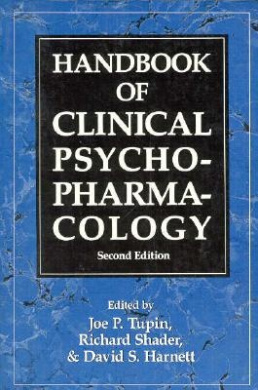 HANDBOOK
OF
CLINICAL
PSYCHO-
PHARMA-
COLOGY
Second Edition
Edited by
Joe P. Tupin,
Richard Shader,
& David S. Harnett